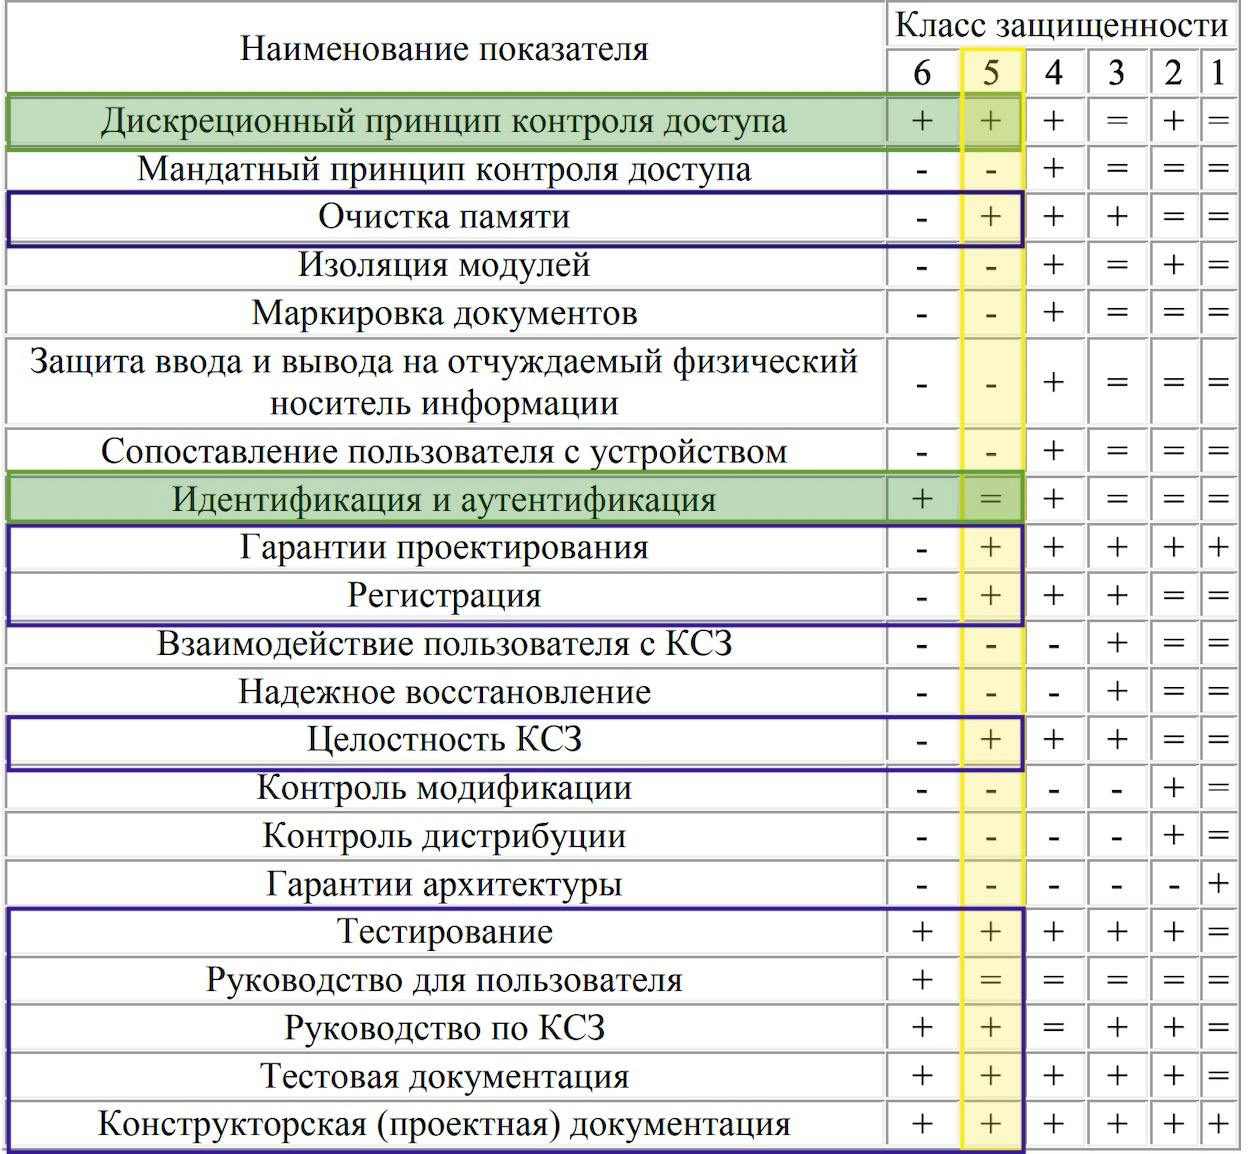 Наименование показателя
Класс защищенности
6 5 4 3 2 1
Дискреционный принцип контроля доступа + + + = + =
Мандатный принцип контроля доступа - - + = = =
Очистка памяти - + + + = =
Изоляция модулей - - + = + =
Маркировка документов - - + = = =
Защита ввода и вывода на отчуждаемый физический
носитель информации - - + = = =
Сопоставление пользователя с устройством - - + = = =
Идентификация и аутентификация + = + = = =
Гарантии проектирования - + + + + +
Регистрация - + + + = =
Взаимодействие пользователя с КСЗ - - - + = =
Надежное восстановление - - - + = =
Целостность КСЗ - + + + = =
Контроль модификации - - - - + =
Контроль дистрибуции - - - - + =
Гарантии архитектуры - - - - - +
Тестирование + + + + + =
Руководство для пользователя + = = = = =
Руководство по КСЗ + + = + + =
Тестовая документация + + + + + =
Конструкторская (проектная) документация + + + + + +